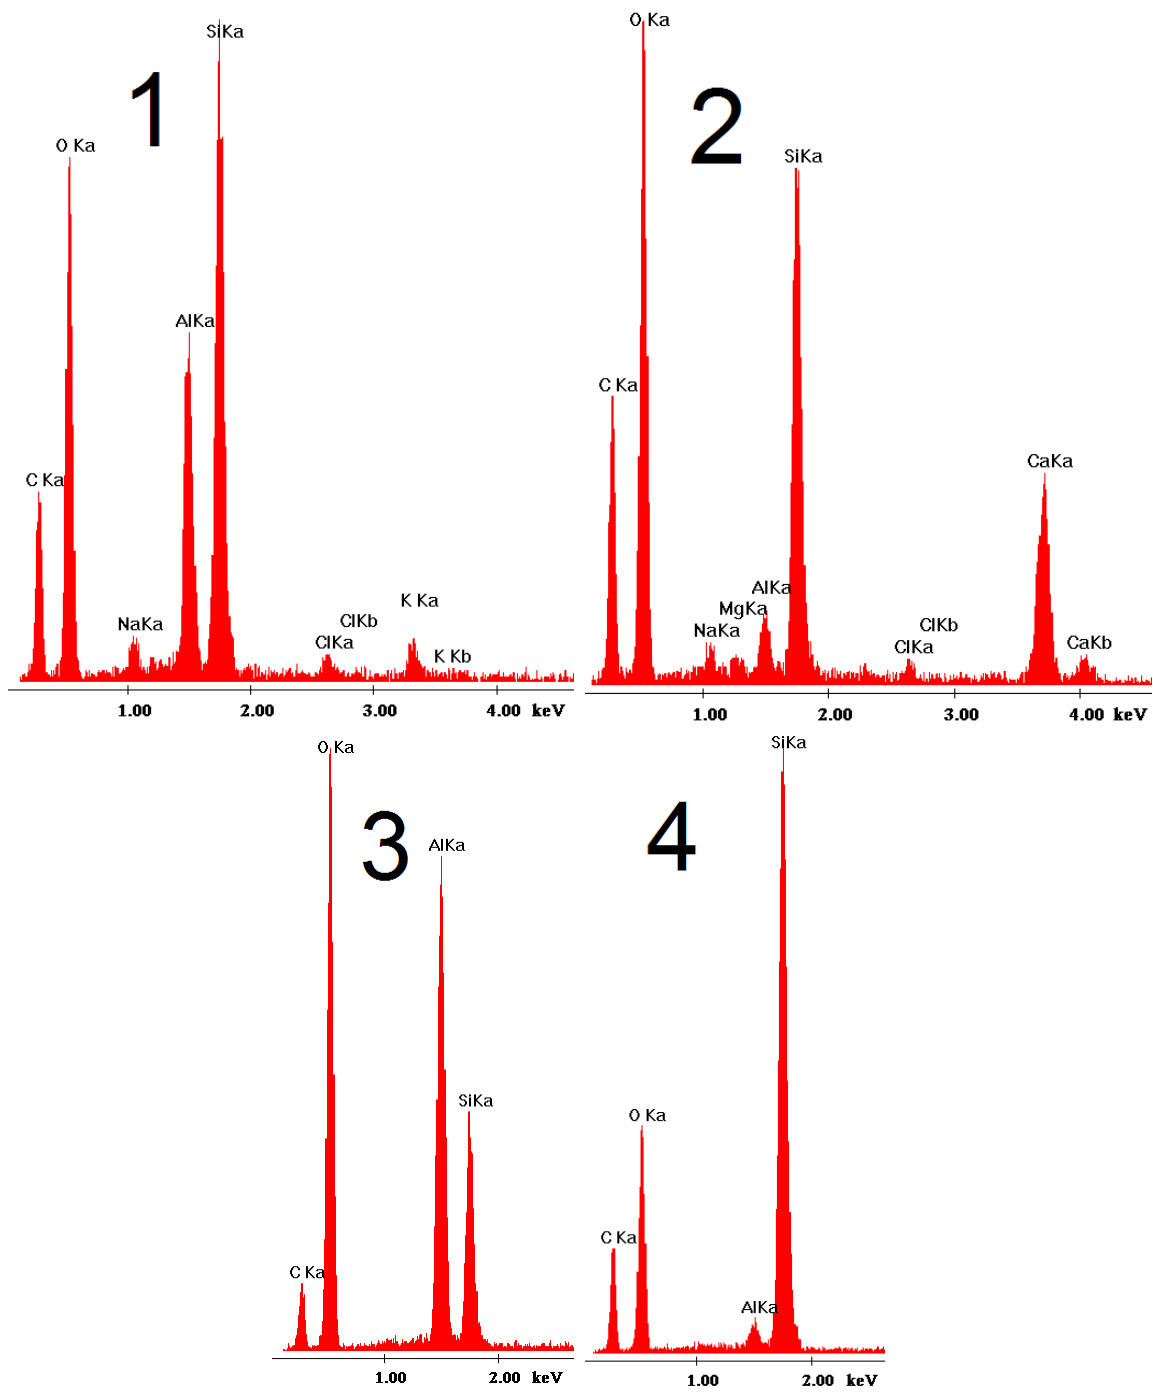 SiKa
1
O Ka
AlKa
C Ka
NaKa
ClKb
ClKa
K Ka
K Kb
1.00 2.00 3.00 4.00 keV
O Ka
2
SiKa
C Ka
CaKa
AlKa
MgKa
NaKa
ClKb
ClKa
CaKb
1.00 2.00 3.00 4.00 keV
O Ka
3
AlKa
SiKa
C Ka
1.00 2.00 keV
SiKa
4
O Ka
C Ka
AlKa
1.00 2.00 keV